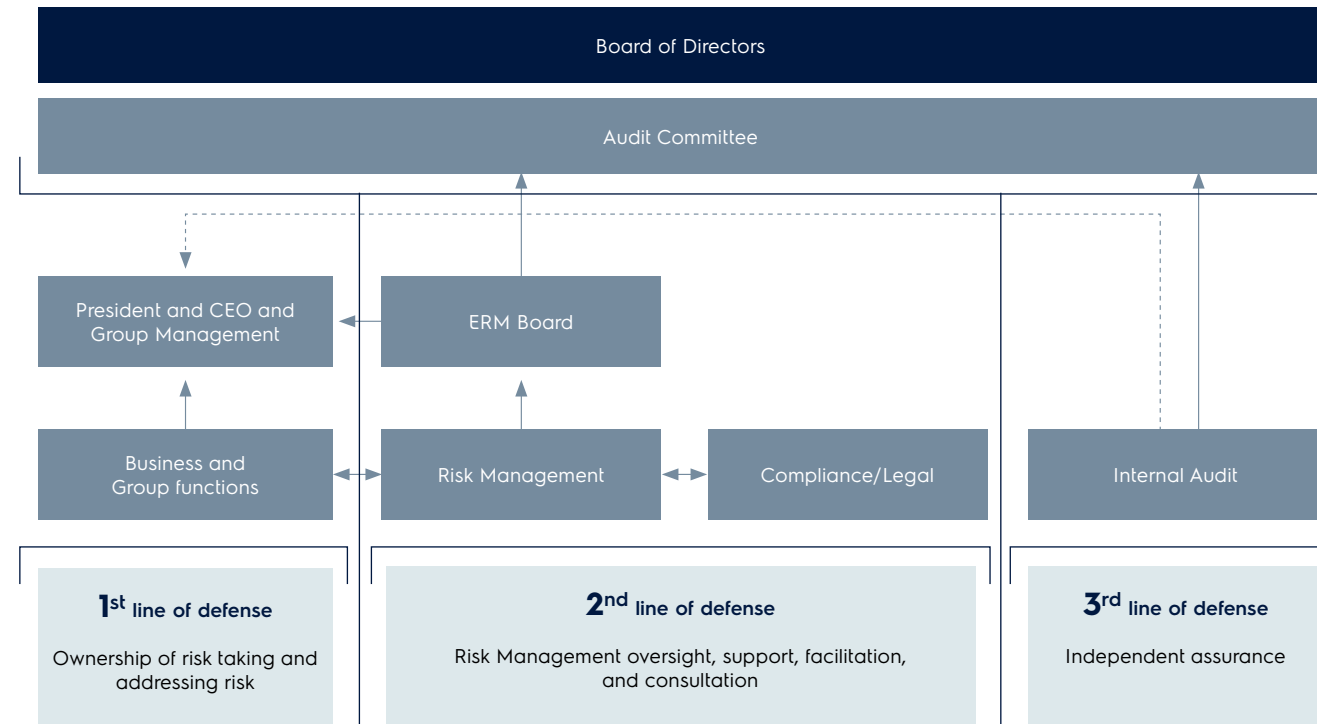 Board of Directors
Audit Committee
President and CEO and
Group Management
ERM Board
Business and
Group functions
Risk Management
Compliance/Legal
Internal Audit
1st line of defense
Ownership of risk taking and
addressing risk
2nd line of defense
Risk Management oversight, support, facilitation,
and consultation
3rd line of defense
Independent assurance